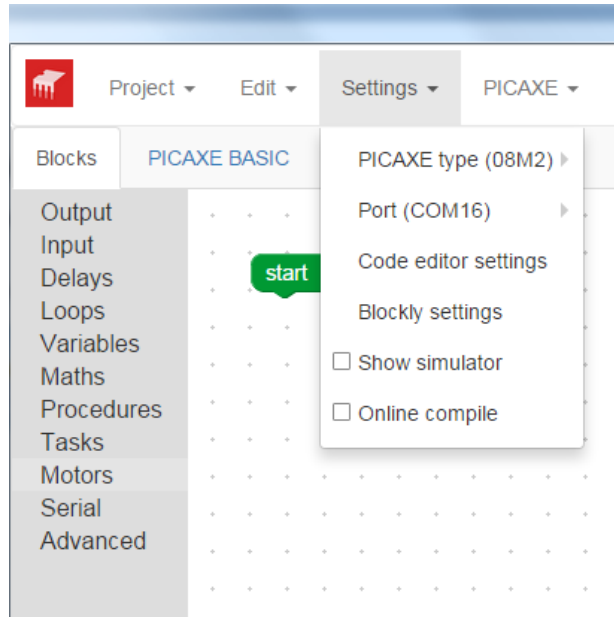 Project Edit Settings PICAXE
Blocks PICAXE BASIC
PICAXE type (08M2)
Port (COM16)
Code editor settings
Blockly settings
Show simulator
Online compile
Output
Input
Delays
Loops
Variables
Maths
Procedures
Tasks
Motors
Serial
Advanced
start